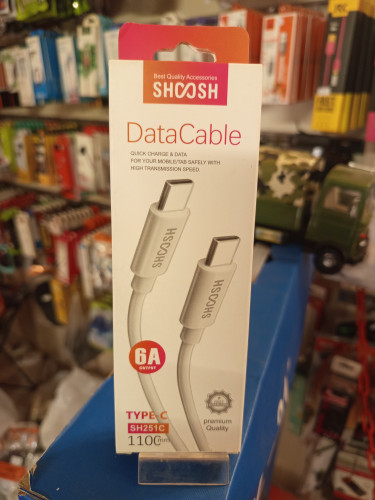 Best Quality Accessories
SHOOSH
DataCable
QUICK CHARGE & DATA
FOR YOUR MOBILE/TAB SAFELY WITH
HIGH TRANSMISSION SPEED.
SHOOSH
SHOOSH
6A
OUTPUT
TYPE-C
SH251C
1100mm
premium
Quality